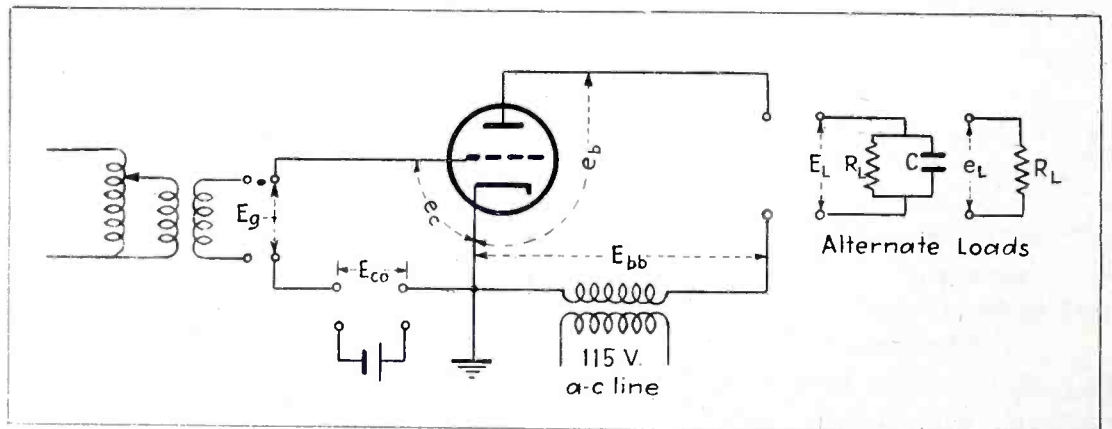 Eg
Eco
ec
eb
Ebb
115 V.
a-c line
EL
RL
C
eL
RL
Alternate Loads